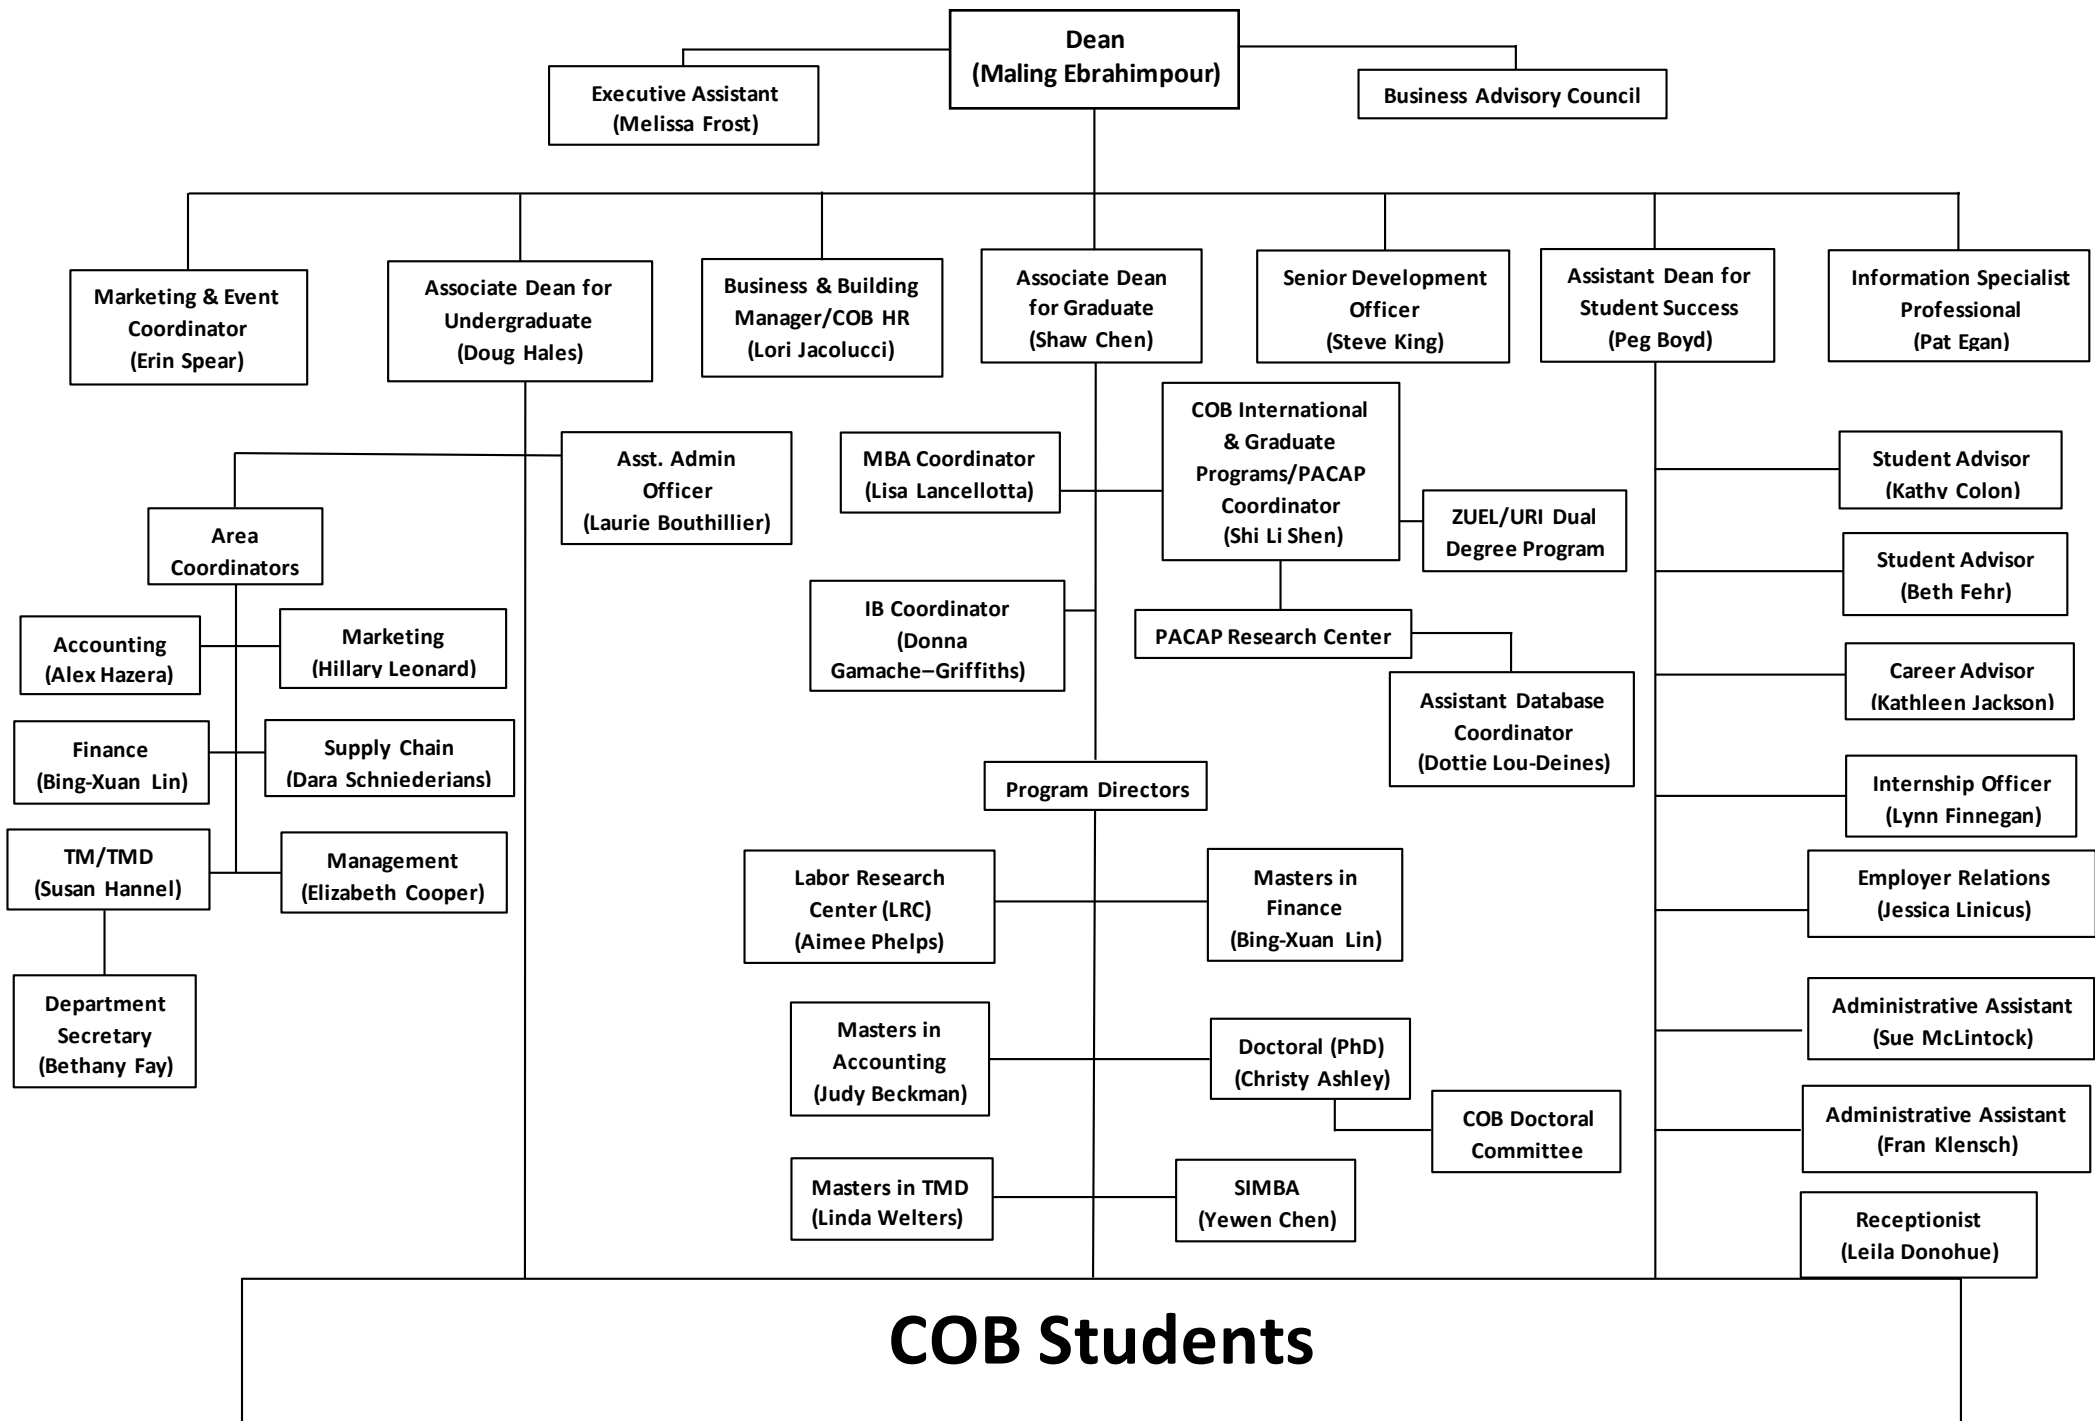 Dean
(Maling Ebrahimpour)
Executive Assistant
(Melissa Frost)
Business Advisory Council
Marketing & Event
Coordinator
(Erin Spear)
Associate Dean for
Undergraduate
(Doug Hales)
Business & Building
Manager/COB HR
(Lori Jacolucci)
Associate Dean
for Graduate
(Shaw Chen)
Senior Development
Officer
(Steve King)
Assistant Dean for
Student Success
(Peg Boyd)
Information Specialist
Professional
(Pat Egan)
Asst. Admin
Officer
(Laurie Bouthillier)
Area
Coordinators
Accounting
(Alex Hazera)
Marketing
(Hillary Leonard)
Finance
(Bing-Xuan Lin)
Supply Chain
(Dara Schniederians)
TM/TMD
(Susan Hannel)
Management
(Elizabeth Cooper)
Department
Secretary
(Bethany Fay)
MBA Coordinator
(Lisa Lancellotta)
COB International
& Graduate
Programs/PACAP
Coordinator
(Shi Li Shen)
ZUEL/URI Dual
Degree Program
IB Coordinator
(Donna
Gamache–Griffiths)
PACAP Research Center
Assistant Database
Coordinator
(Dottie Lou-Deines)
Program Directors
Labor Research
Center (LRC)
(Aimee Phelps)
Masters in
Finance
(Bing-Xuan Lin)
Masters in
Accounting
(Judy Beckman)
Doctoral (PhD)
(Christy Ashley)
COB Doctoral
Committee
Masters in TMD
(Linda Welters)
SIMBA
(Yewen Chen)
Student Advisor
(Kathy Colon)
Student Advisor
(Beth Fehr)
Career Advisor
(Kathleen Jackson)
Internship Officer
(Lynn Finnegan)
Employer Relations
(Jessica Linicus)
Administrative Assistant
(Sue McLintock)
Administrative Assistant
(Fran Klensch)
Receptionist
(Leila Donohue)
COB Students